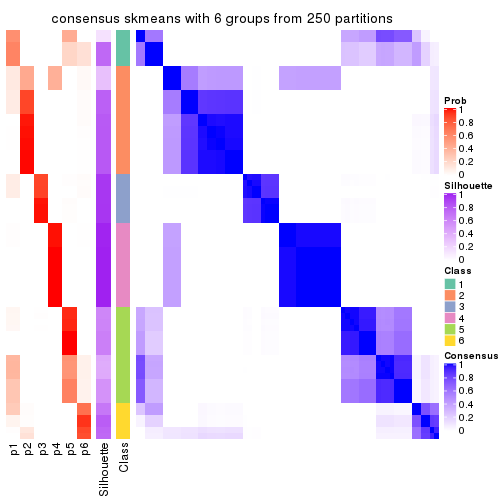 consensus skmeans with 6 groups from 250 partitions
Prob
1
0.8
0.6
0.4
0.2
0
Silhouette
1
0.8
0.6
0.4
0.2
0
Class
1
2
3
4
5
6
Consensus
1
0.8
0.6
0.4
0.2
0
p1
p2
p3
p4
p5
p6
Silhouette
Class